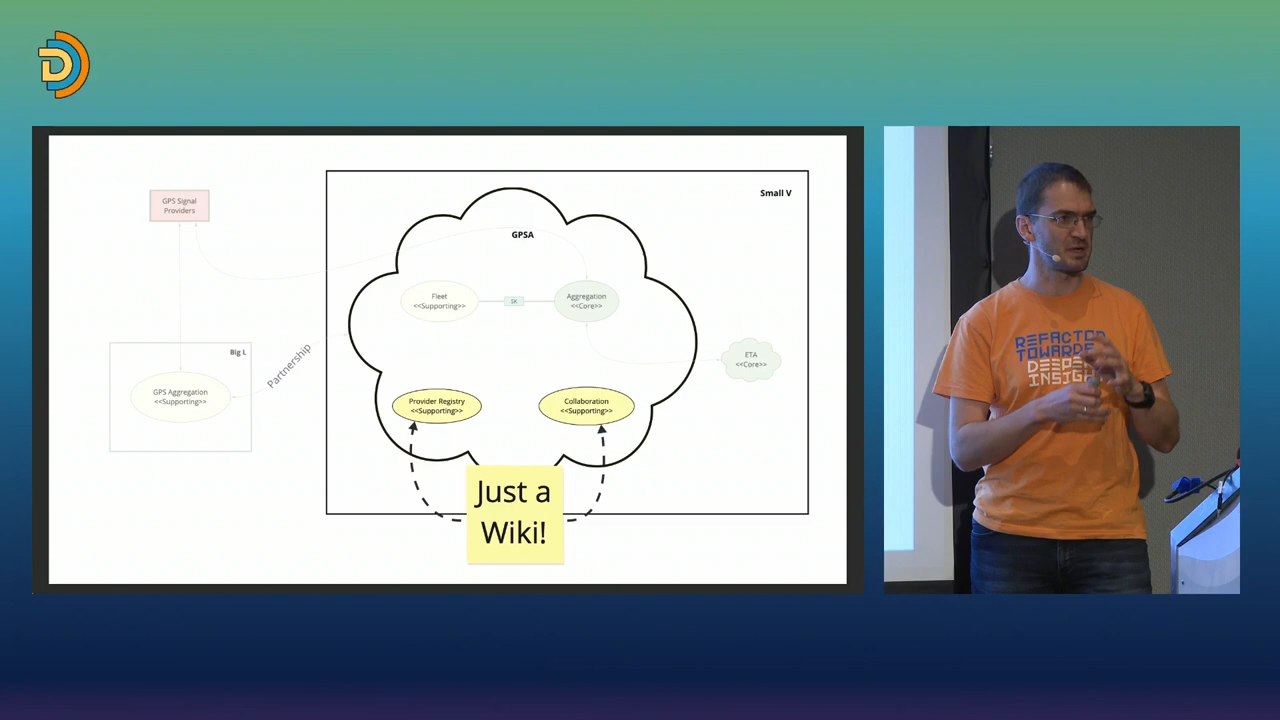 GPS Signal
Providers
Small V
GPSA
Fleet
<<Supporting>>
SK
Aggregation
<<Core>>
Big L
Partnership
ETA
<<Core>>
GPS Aggregation
<<Supporting>>
Provider Registry
<<Supporting>>
Collaboration
<<Supporting>>
Just a
Wiki!
REFACTOR
TOWARDS
DEEPER
INSIGHT